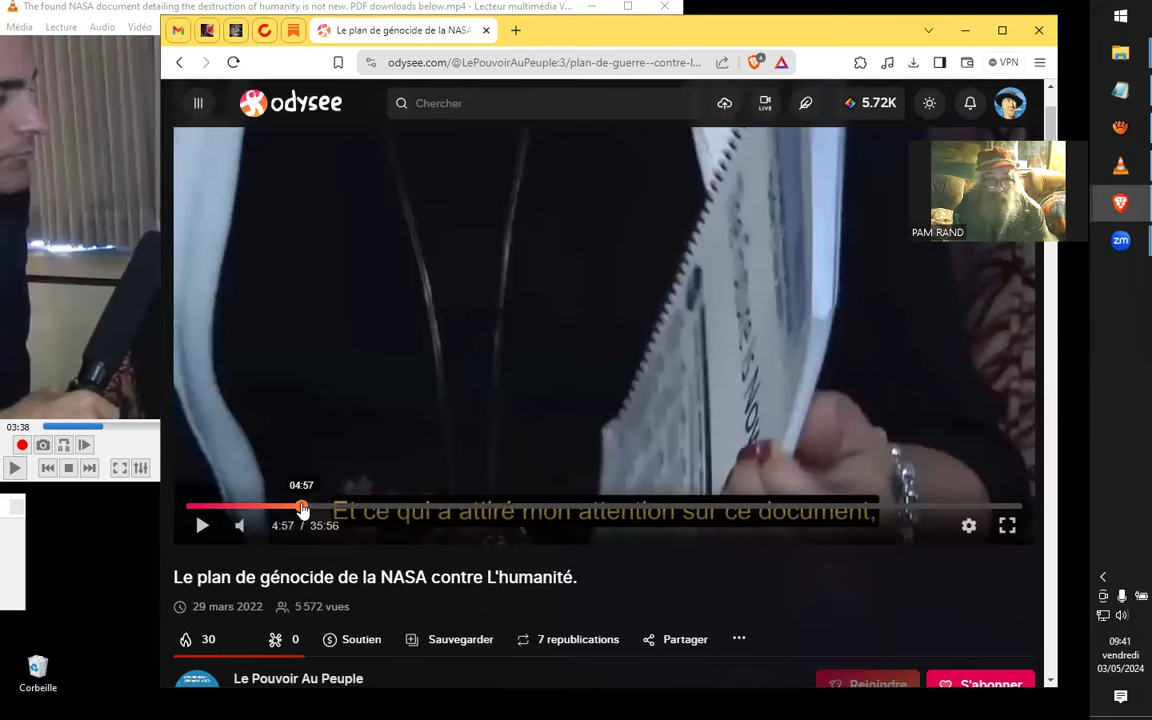 The found NASA document detailing the destruction of humanity is not new. PDF downloads below.mp4 - Lecteur multimédia V...
Média Lecture Audio Vidéo
Le plan de génocide de la NASA
odysee.com/@LePouvoirAuPeuple:3/plan-de-guerre--contre-l...
4
VPN
odysee
Chercher
LIVE
5.72K
PAM RAND
zm
03:38
04:57
Et ce qui a attiré mon attention sur ce document,
4:57 / 35:56
Le plan de génocide de la NASA contre L'humanité.
29 mars 2022
5 572 vues
30
0
Soutien
Sauvegarder
7 republications
Partager
Le Pouvoir Au Peuple
Rejoindre
S'abonner
Corbeille
09:41
vendredi
03/05/2024